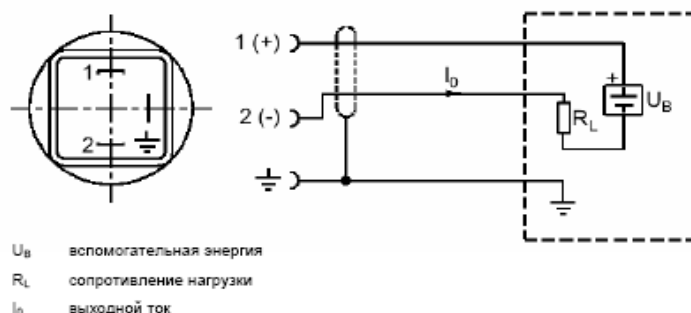 1 (+)
1
I_D
+
U_B
2 (-)
R_L
2
U_B вспомогательная энергия
R_L сопротивление нагрузки
I_D выходной ток